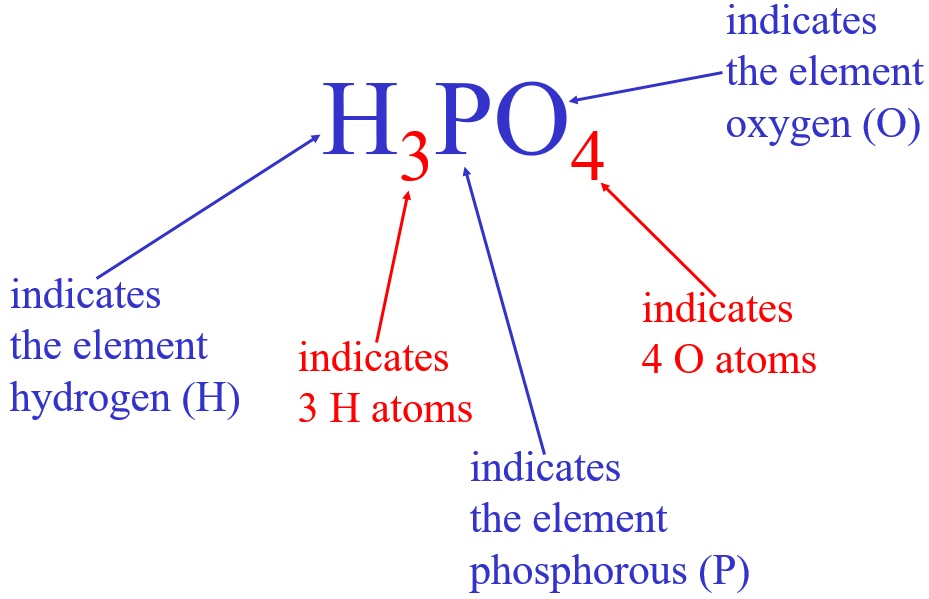 indicates
the element
oxygen (O)
H3PO4
indicates
the element
hydrogen (H)
indicates
3 H atoms
indicates
4 O atoms
indicates
the element
phosphorous (P)